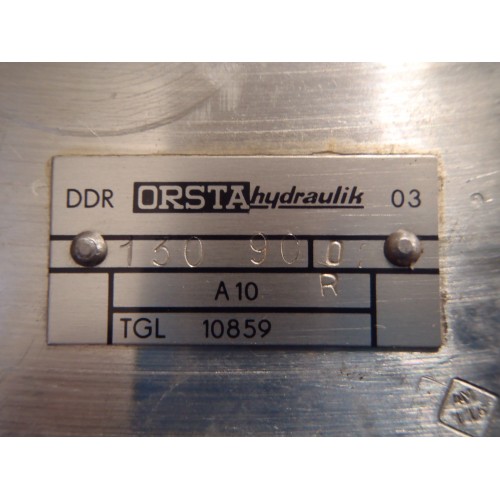 DDR ORSTA hydraulik 03
130 90 0
A10 R
TGL 10859